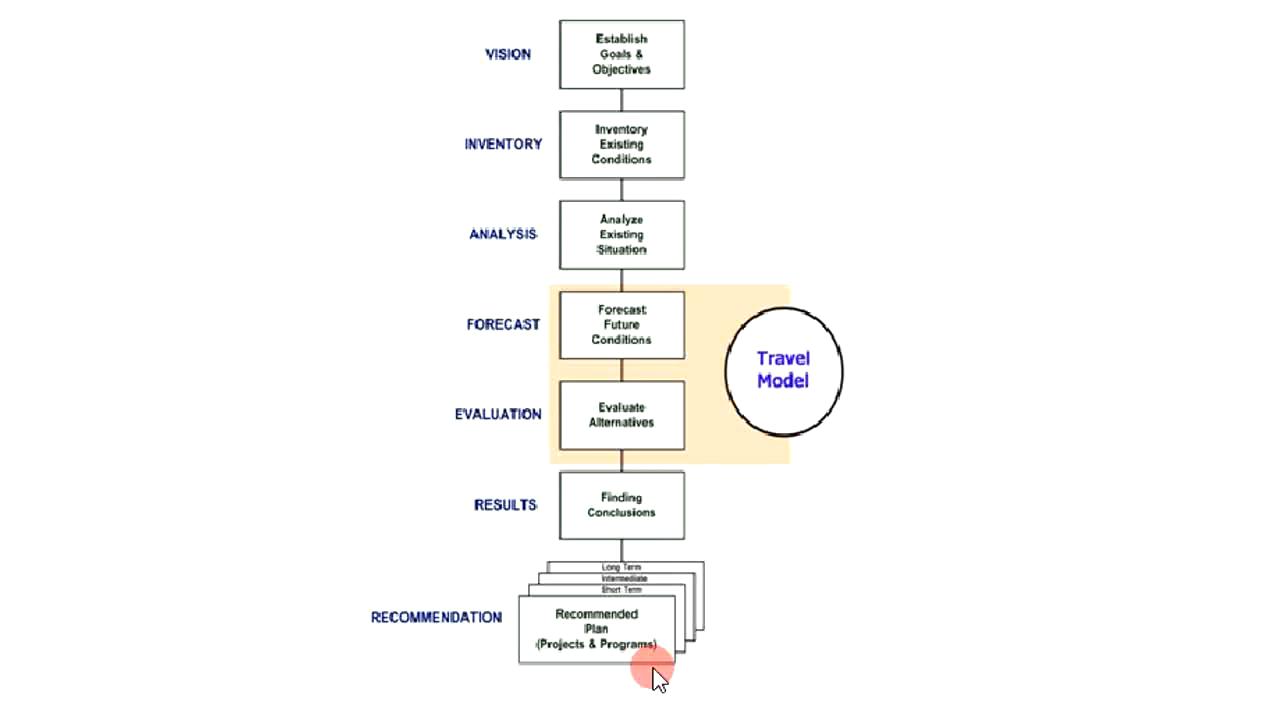 VISION
Establish
Goals &
Objectives
INVENTORY
Inventory
Existing
Conditions
ANALYSIS
Analyze
Existing
Situation
FORECAST
Forecast
Future
Conditions
Travel
Model
EVALUATION
Evaluate
Alternatives
RESULTS
Finding
Conclusions
Long Term
Intermediate
Short Term
RECOMMENDATION
Recommended
Plan
(Projects & Programs)